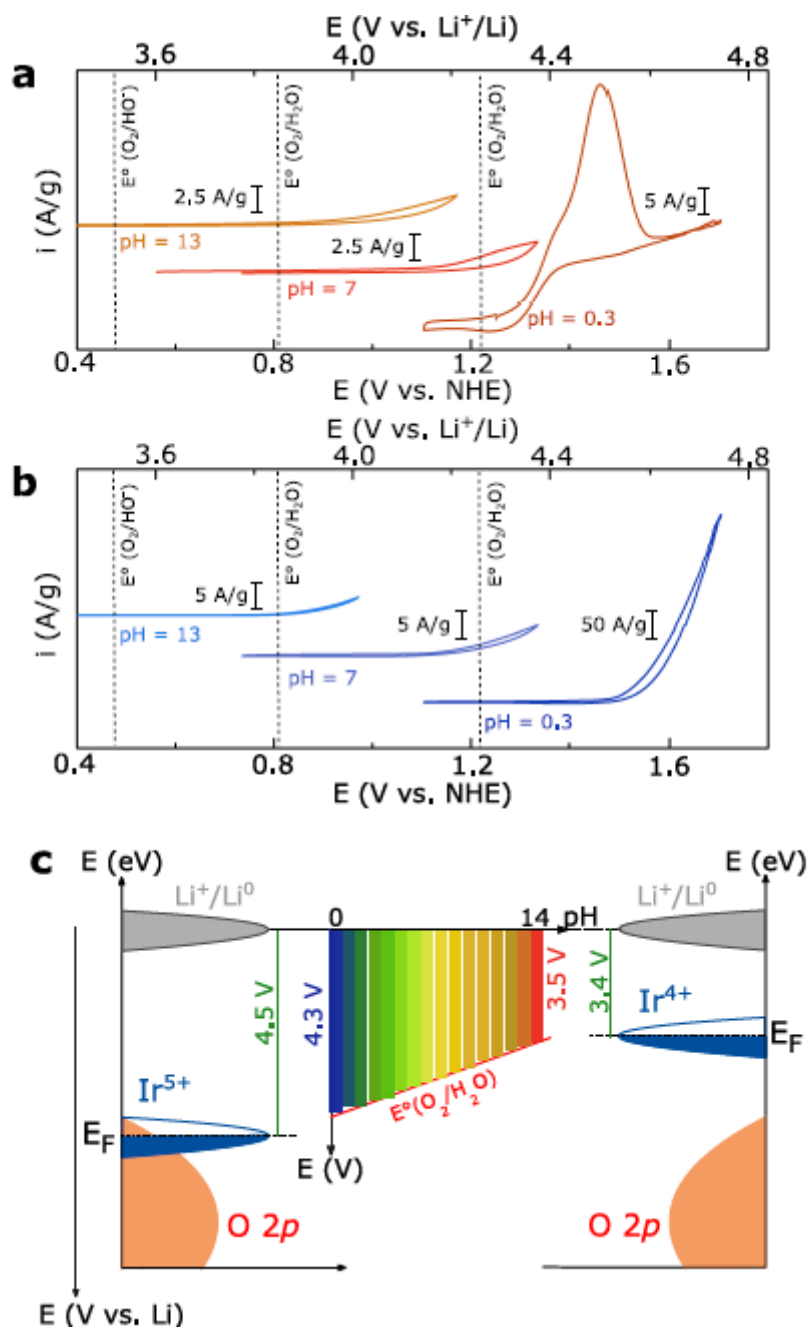 E (V vs. Li⁺/Li)
3.6 4.0 4.4 4.8
a
E° (O₂/HO⁻)
E° (O₂/H₂O)
E° (O₂/H₂O)
2.5 A/g
5 A/g
2.5 A/g
i (A/g)
pH = 13
pH = 7
pH = 0.3
0.4 0.8 1.2 1.6
E (V vs. NHE)
E (V vs. Li⁺/Li)
3.6 4.0 4.4 4.8
b
E° (O₂/HO⁻)
E° (O₂/H₂O)
E° (O₂/H₂O)
5 A/g
5 A/g
50 A/g
i (A/g)
pH = 13
pH = 7
pH = 0.3
0.4 0.8 1.2 1.6
E (V vs. NHE)
c
E (eV)
E (eV)
Li⁺/Li⁰
0 14 pH
Li⁺/Li⁰
4.5 V
4.3 V
3.5 V
3.4 V
Ir⁴⁺
E_F
Ir⁵⁺
E°(O₂/H₂O)
E_F
E (V)
O 2p
O 2p
E (V vs. Li)